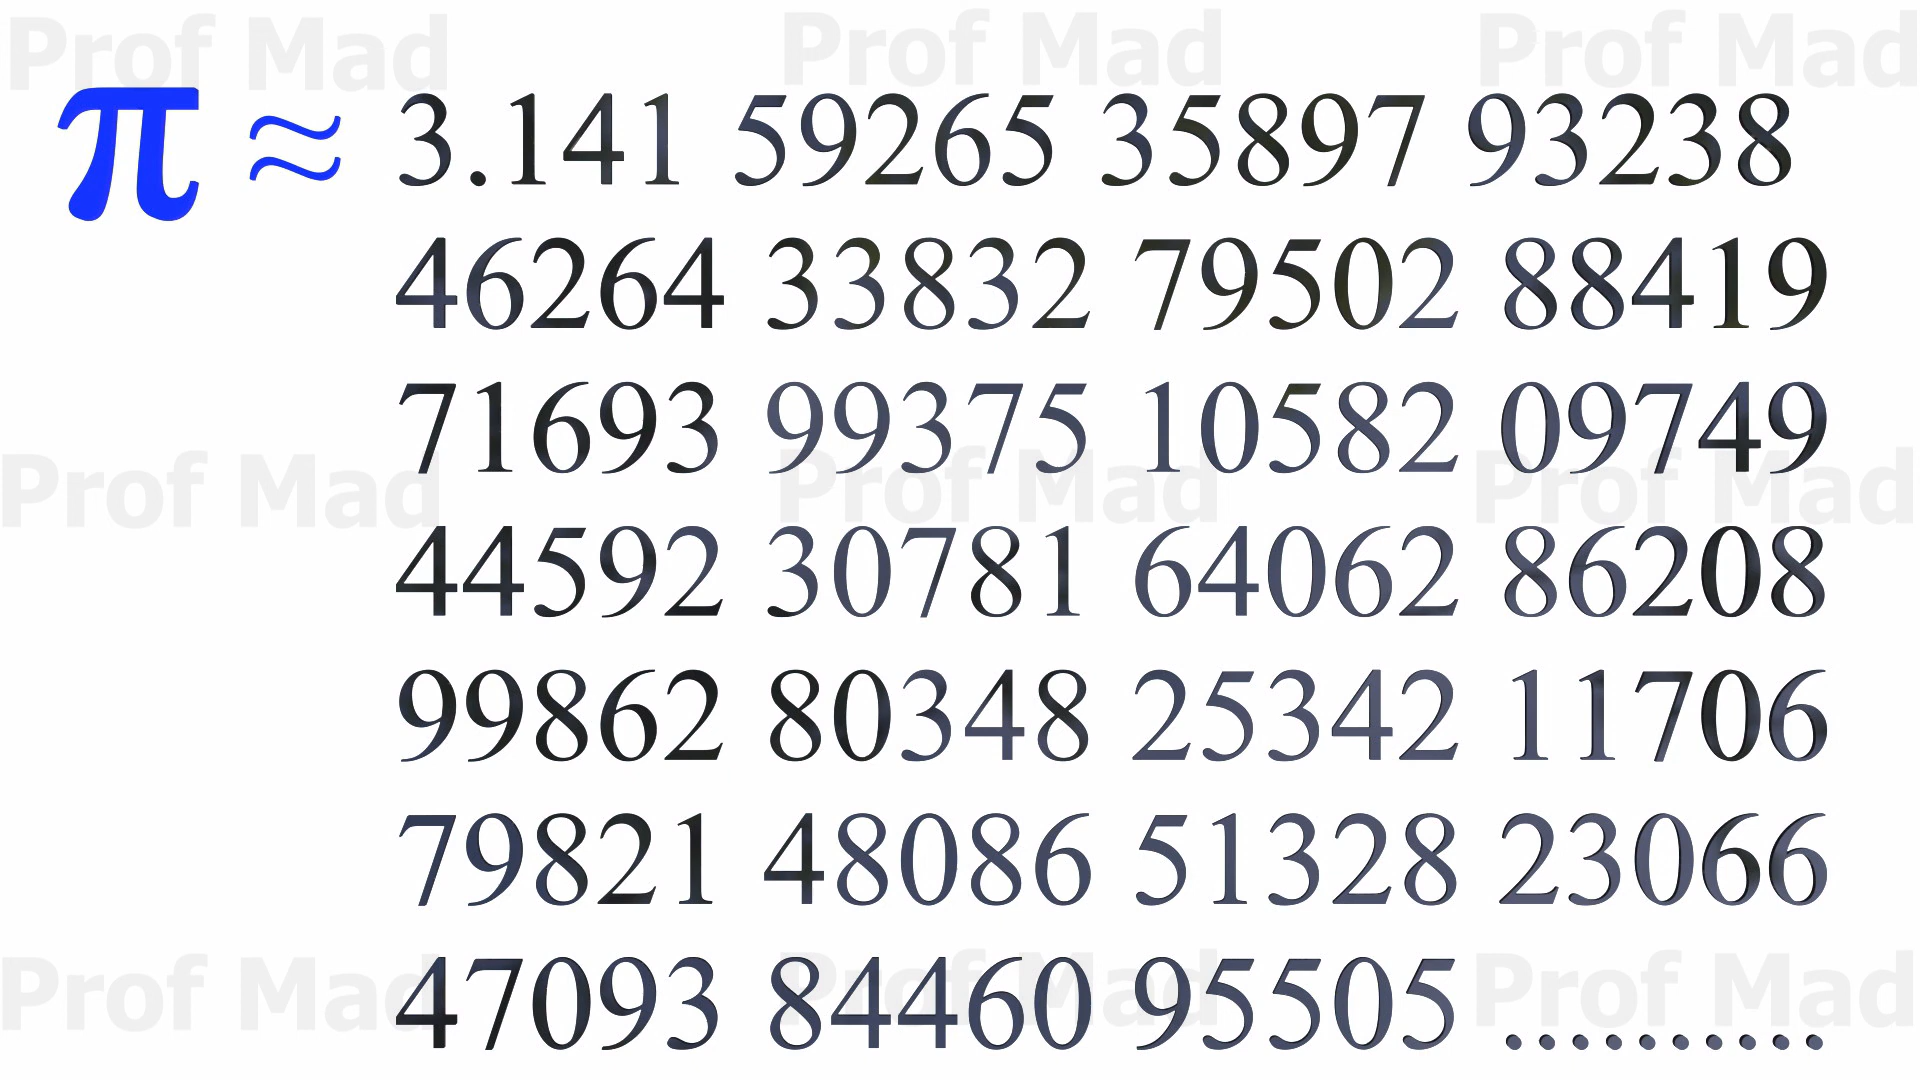 Prof Mad Prof Mad Prof Mad
π ≈ 3.141 59265 35897 93238
46264 33832 79502 88419
71693 99375 10582 09749
Prof Mad Prof Mad Prof Mad
44592 30781 64062 86208
99862 80348 25342 11706
79821 48086 51328 23066
47093 84460 95505 ..........
Prof Mad Prof Mad Prof Mad